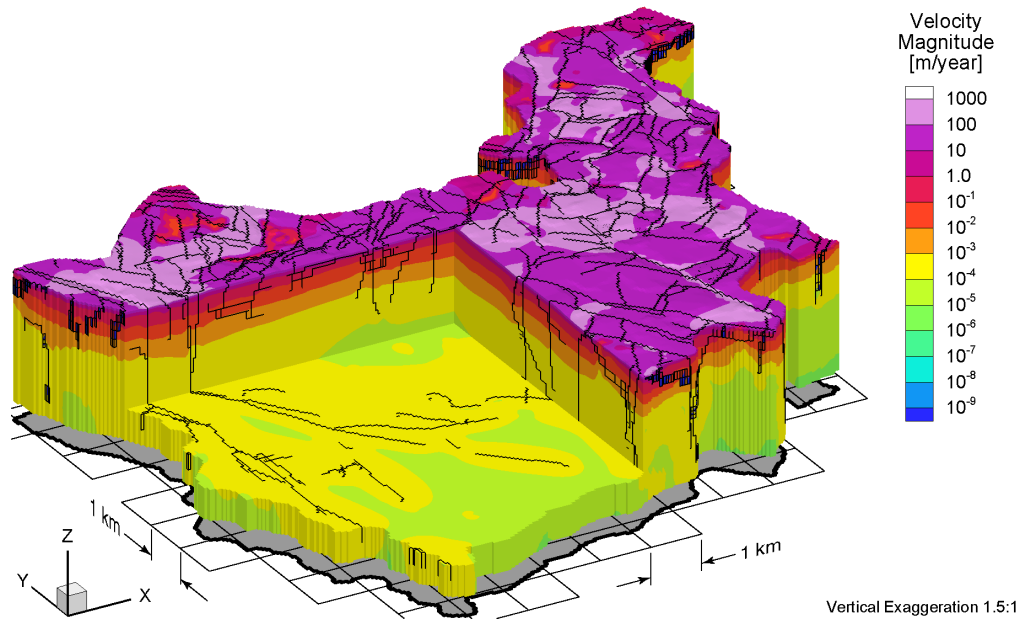 Velocity
Magnitude
[m/year]
1000
100
10
1.0
10⁻¹
10⁻²
10⁻³
10⁻⁴
10⁻⁵
10⁻⁶
10⁻⁷
10⁻⁸
10⁻⁹
1 km
1 km
Z
Y
X
Vertical Exaggeration 1.5:1